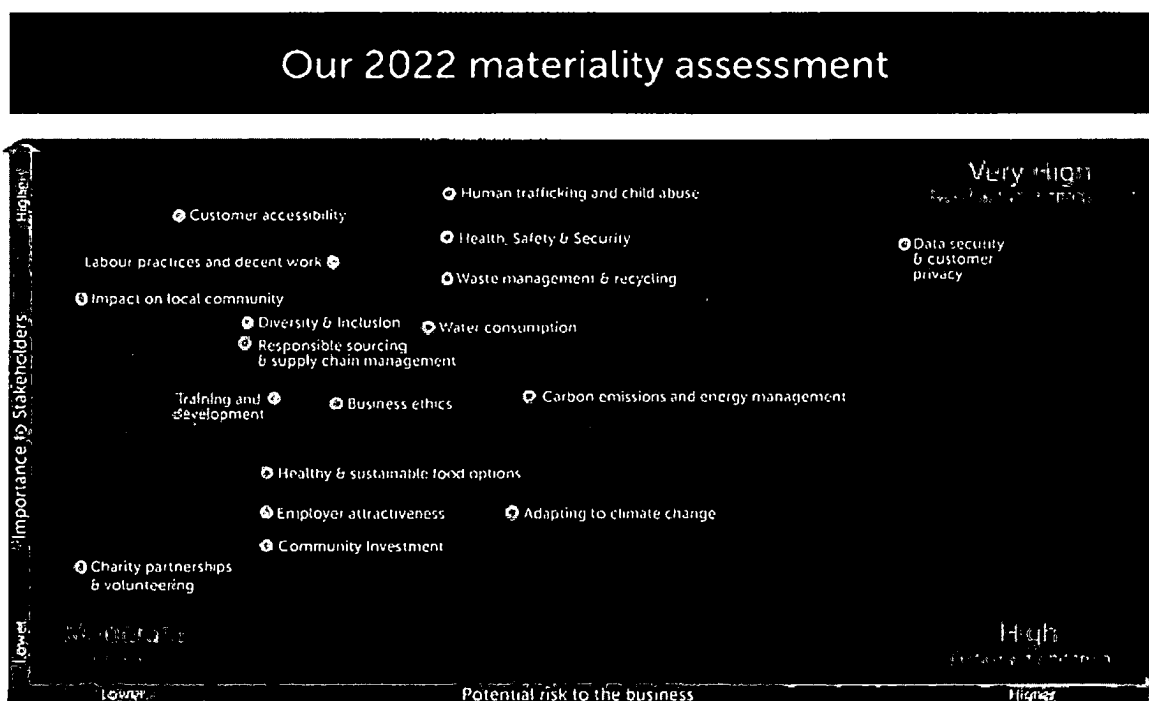 Our 2022 materiality assessment
Higher
Very High
Human trafficking and child abuse
Customer accessibility
Health, Safety & Security
Data security
& customer
privacy
Labour practices and decent work
Waste management & recycling
Impact on local community
Diversity & Inclusion
Water consumption
Responsible sourcing
& supply chain management
Training and
development
Business ethics
Carbon emissions and energy management
Importance to Stakeholders
Healthy & sustainable food options
Employer attractiveness
Adapting to climate change
Community Investment
Charity partnerships
& volunteering
Lower
High
Lower
Potential risk to the business
Higher